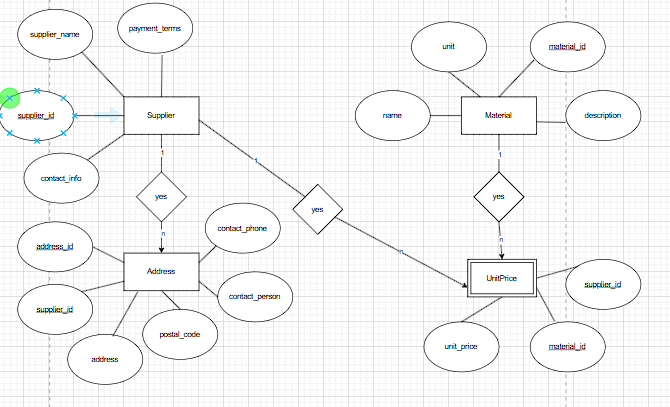 payment_terms
supplier_name
unit
material_id
supplier_id
Supplier
name
Material
description
1
1
1
contact_info
yes
yes
yes
contact_phone
n
n
n
address_id
Address
UnitPrice
supplier_id
contact_person
supplier_id
postal_code
unit_price
material_id
address